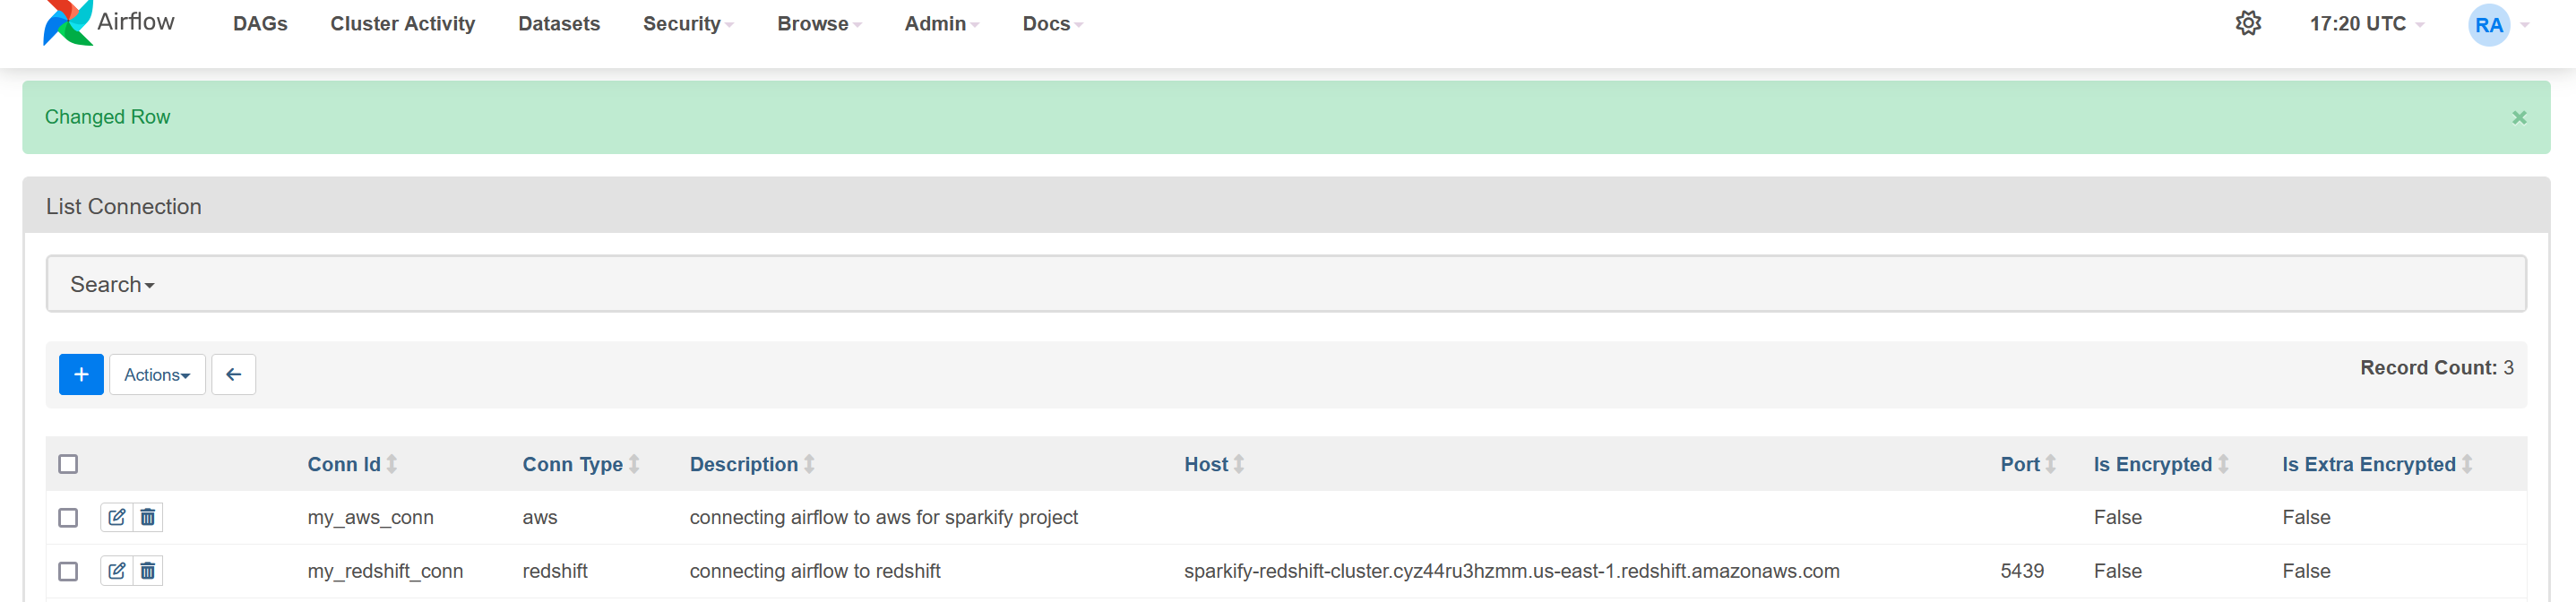 Airflow DAGs Cluster Activity Datasets Security Browse Admin Docs 17:20 UTC RA
Changed Row ×
List Connection
Search
+ Actions Record Count: 3
Conn Id Conn Type Description Host Port Is Encrypted Is Extra Encrypted
my_aws_conn aws connecting airflow to aws for sparkify project False False
my_redshift_conn redshift connecting airflow to redshift sparkify-redshift-cluster.cyz44ru3hzmm.us-east-1.redshift.amazonaws.com 5439 False False